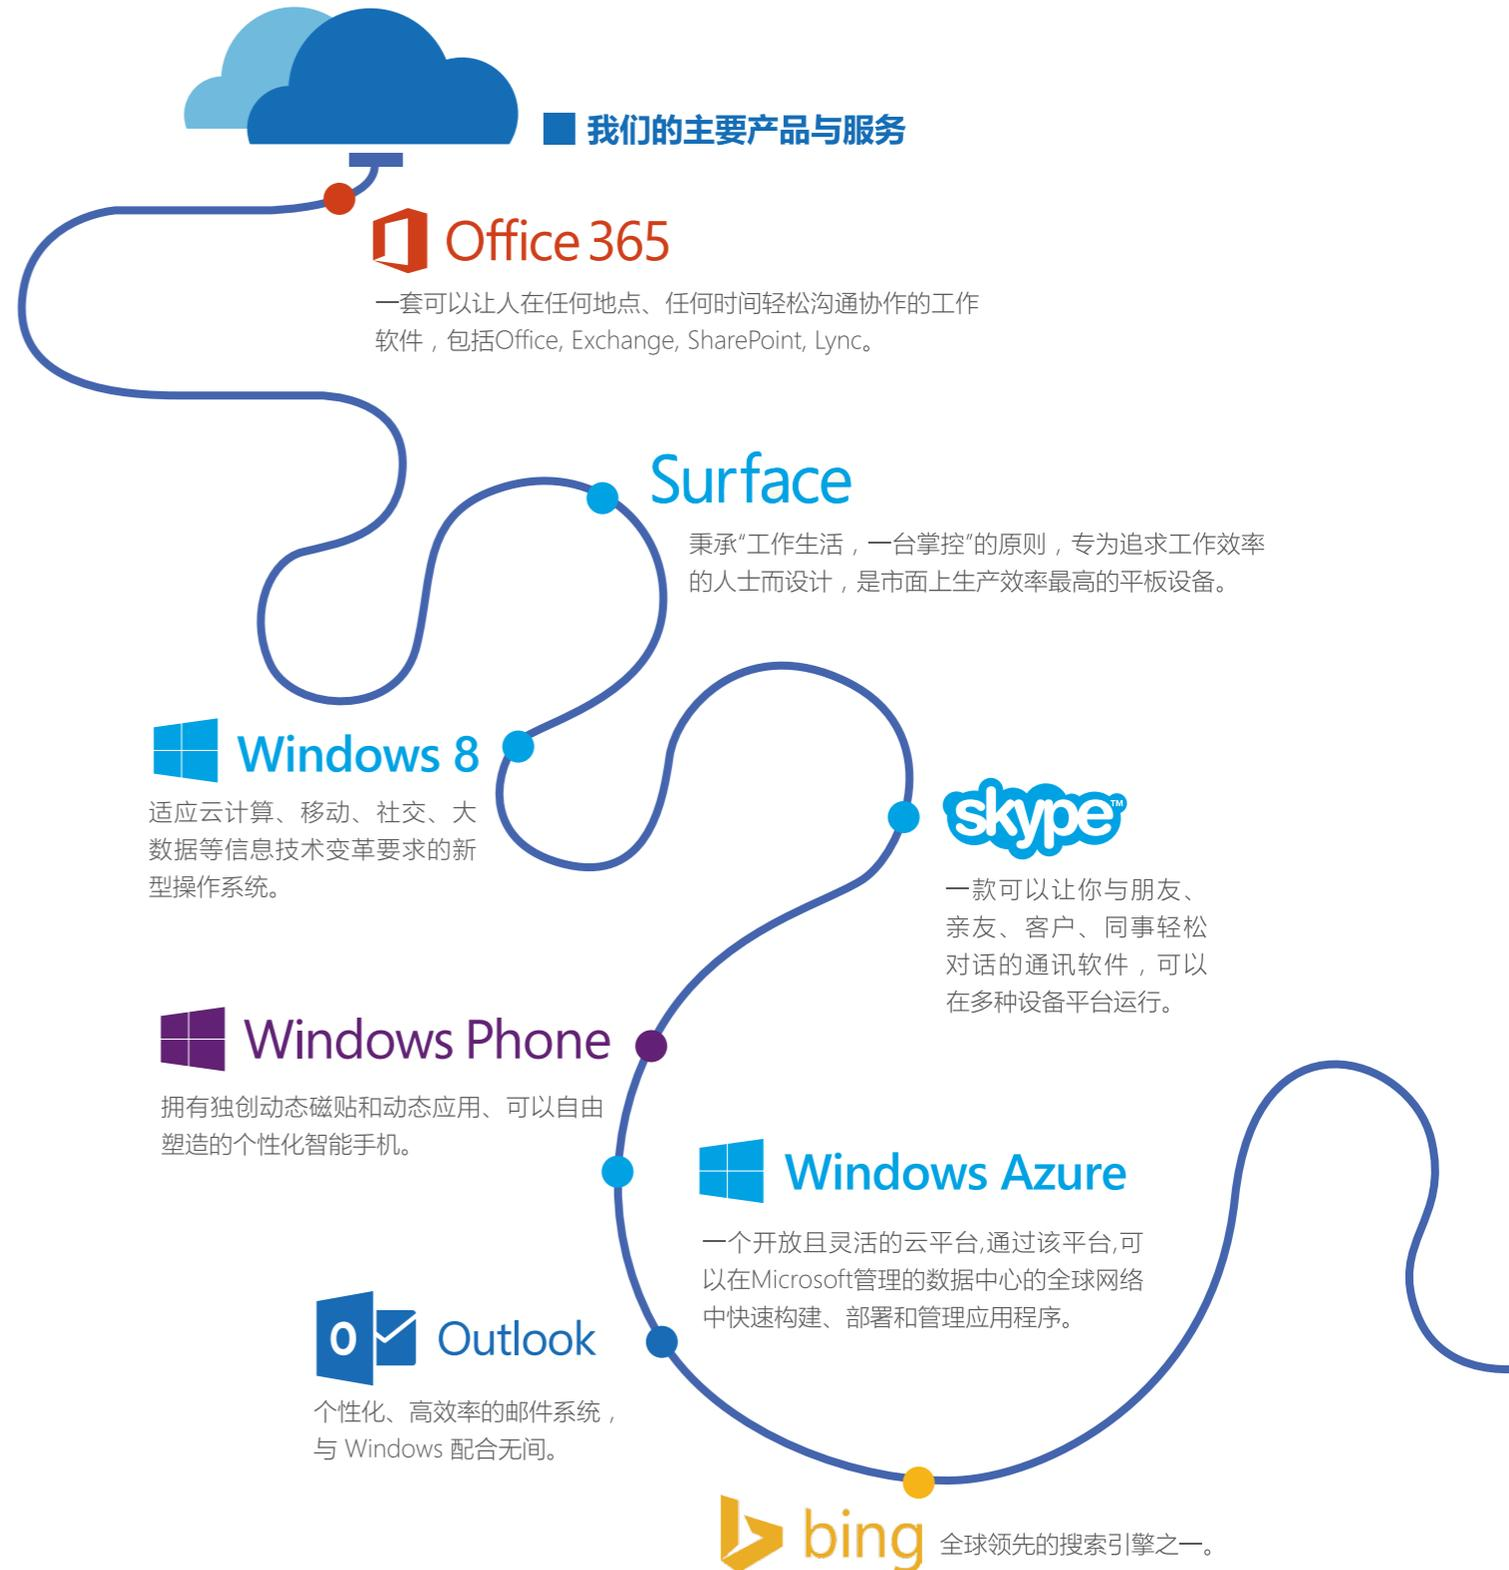 我们的主要产品与服务
Office 365
一套可以让人在任何地点、任何时间轻松沟通协作的工作
软件，包括Office, Exchange, SharePoint, Lync。
Surface
秉承“工作生活，一台掌控”的原则，专为追求工作效率
的人士而设计，是市面上生产效率最高的平板设备。
Windows 8
适应云计算、移动、社交、大
数据等信息技术变革要求的新
型操作系统。
skype™
一款可以让你与朋友、
亲友、客户、同事轻松
对话的通讯软件，可以
在多种设备平台运行。
Windows Phone
拥有独创动态磁贴和动态应用、可以自由
塑造的个性化智能手机。
Windows Azure
一个开放且灵活的云平台,通过该平台,可
以在Microsoft管理的数据中心的全球网络
中快速构建、部署和管理应用程序。
Outlook
个性化、高效率的邮件系统，
与 Windows 配合无间。
bing 全球领先的搜索引擎之一。